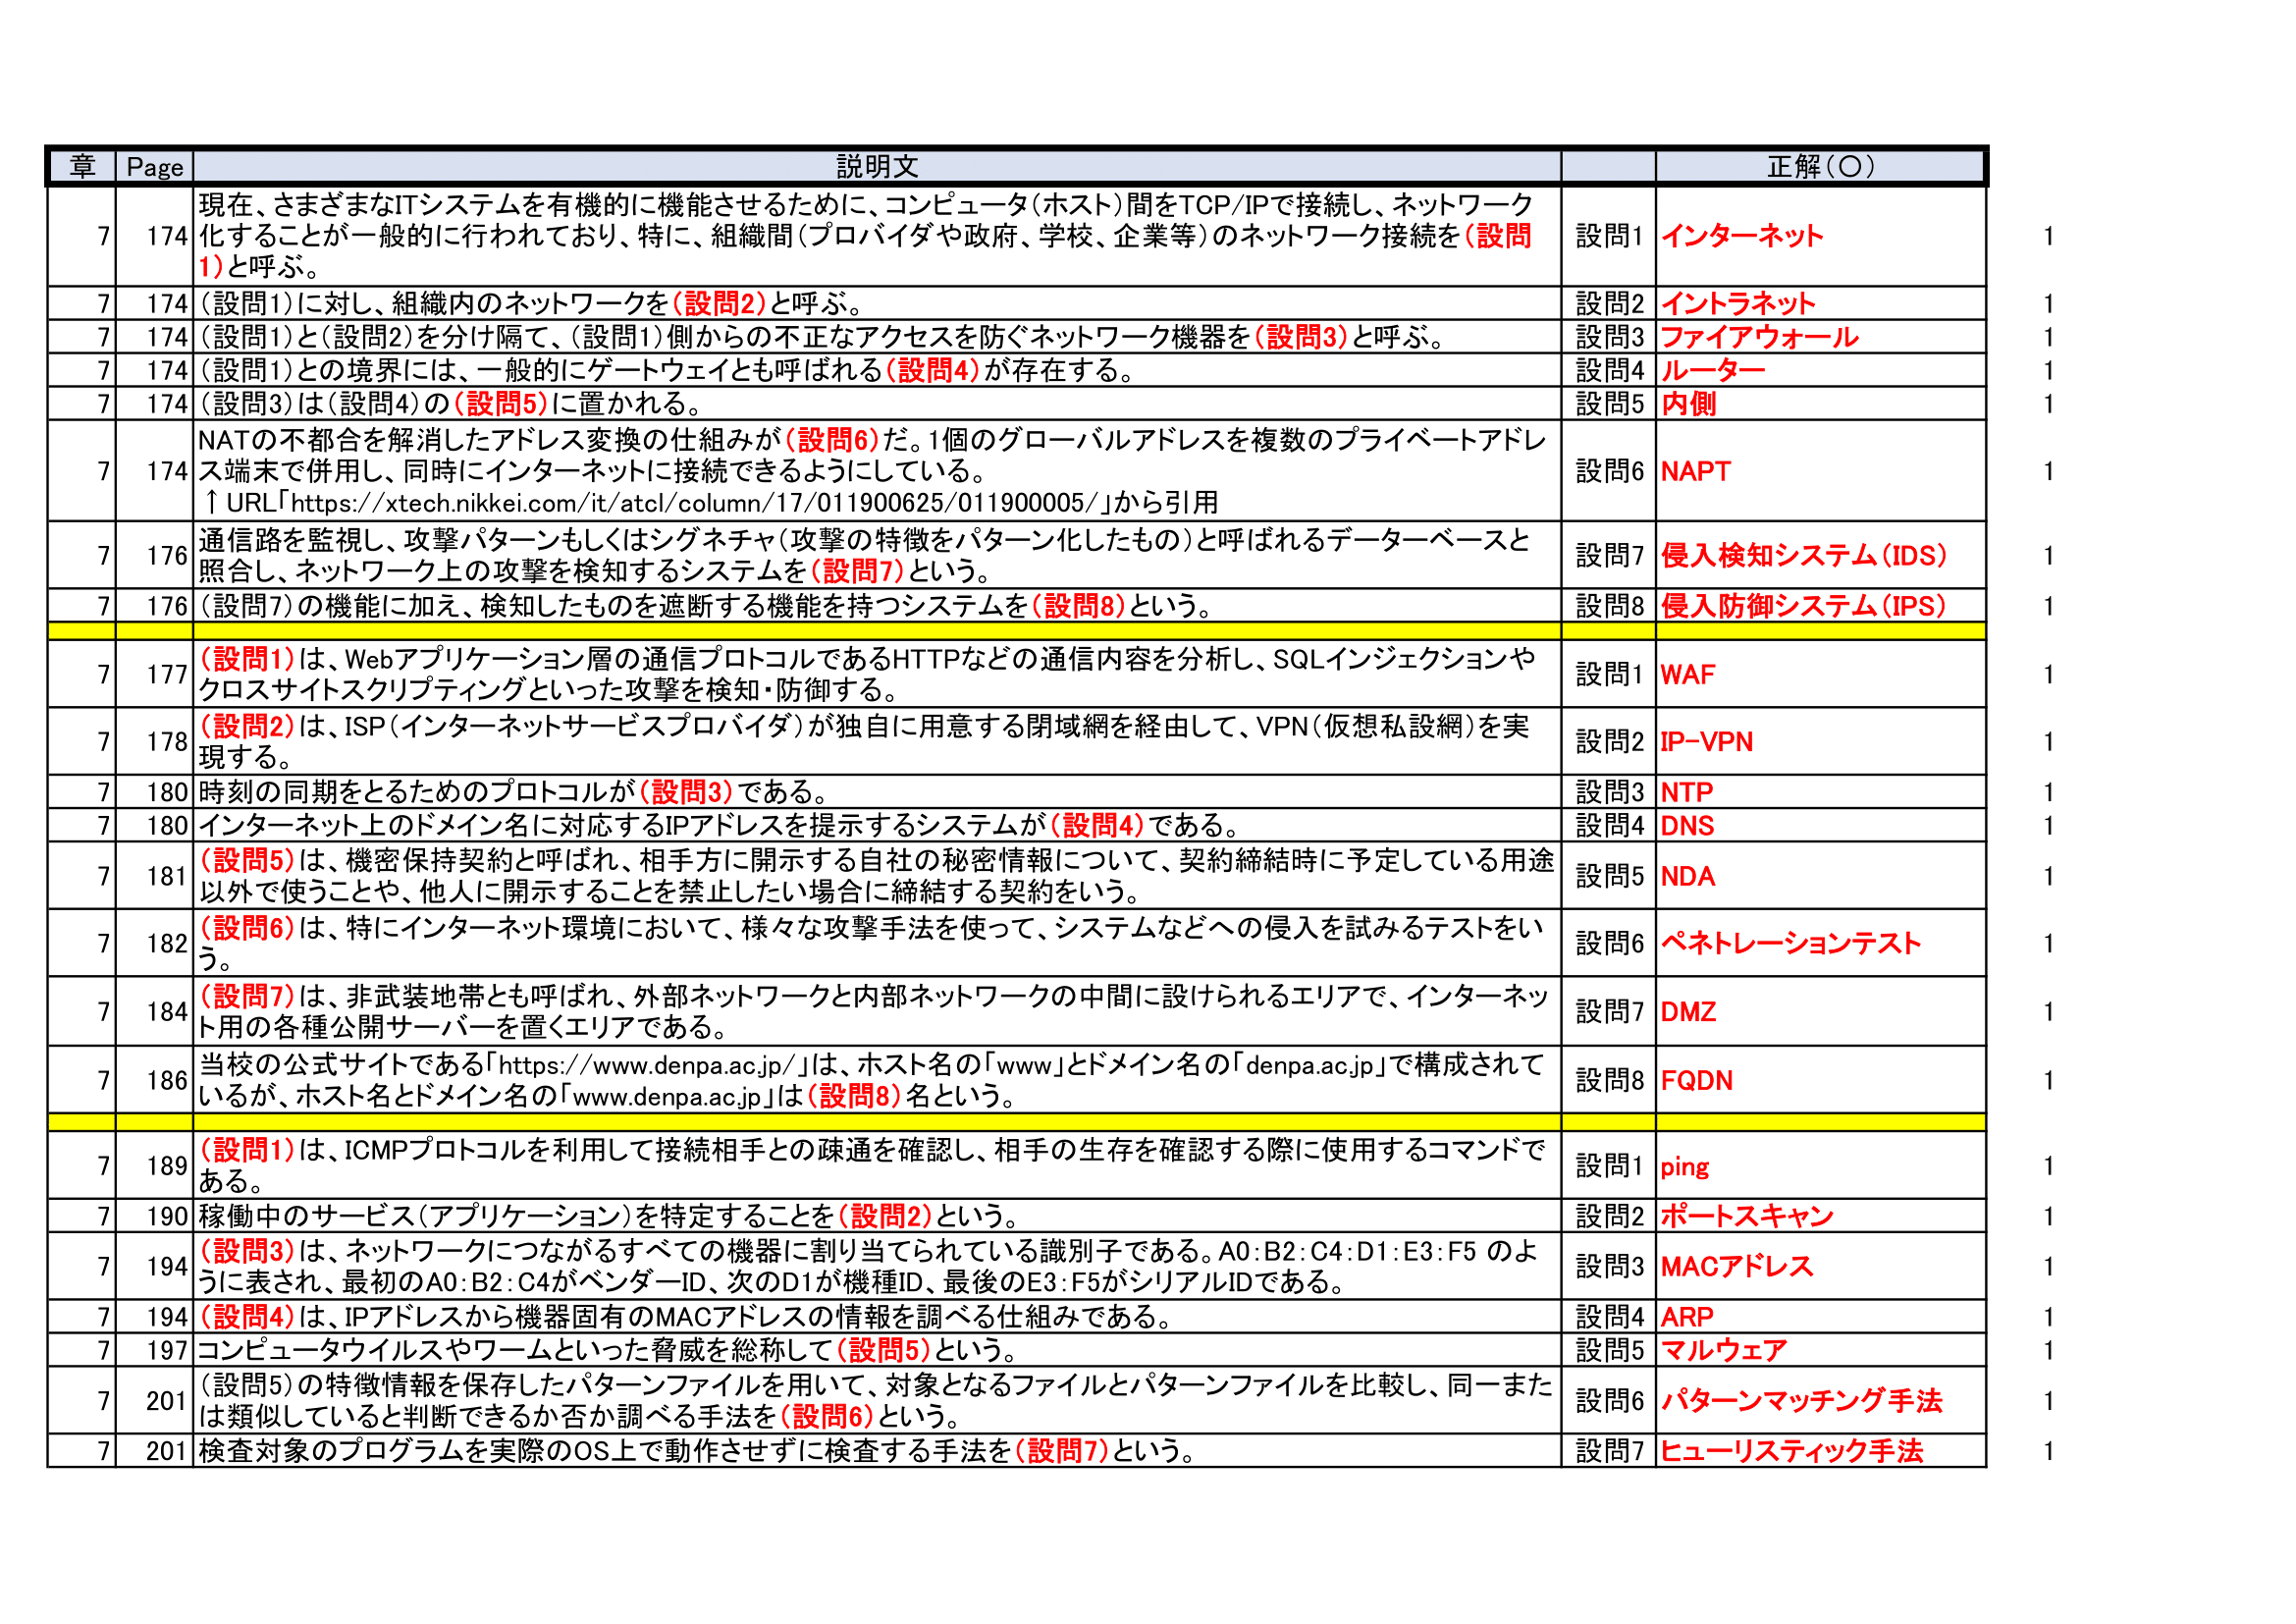 章 Page 説明文 正解(○)
現在、さまざまなITシステムを有機的に機能させるために、コンピュータ(ホスト)間をTCP/IPで接続し、ネットワーク
7 174 化することが一般的に行われており、特に、組織間(プロバイダや政府、学校、企業等)のネットワーク接続を(設問 設問1 インターネット 1
1)と呼ぶ。
7 174 (設問1)に対し、組織内のネットワークを(設問2)と呼ぶ。 設問2 イントラネット 1
7 174 (設問1)と(設問2)を分け隔て、(設問1)側からの不正なアクセスを防ぐネットワーク機器を(設問3)と呼ぶ。 設問3 ファイアウォール 1
7 174 (設問1)との境界には、一般的にゲートウェイとも呼ばれる(設問4)が存在する。 設問4 ルーター 1
7 174 (設問3)は(設問4)の(設問5)に置かれる。 設問5 内側 1
NATの不都合を解消したアドレス変換の仕組みが(設問6)だ。1個のグローバルアドレスを複数のプライベートアドレ
7 174 ス端末で併用し、同時にインターネットに接続できるようにしている。 設問6 NAPT 1
↑URL「https://xtech.nikkei.com/it/atcl/column/17/011900625/011900005/」から引用
7 176 通信路を監視し、攻撃パターンもしくはシグネチャ(攻撃の特徴をパターン化したもの)と呼ばれるデーターベースと 設問7 侵入検知システム(IDS) 1
照合し、ネットワーク上の攻撃を検知するシステムを(設問7)という。
7 176 (設問7)の機能に加え、検知したものを遮断する機能を持つシステムを(設問8)という。 設問8 侵入防御システム(IPS) 1
7 177 (設問1)は、Webアプリケーション層の通信プロトコルであるHTTPなどの通信内容を分析し、SQLインジェクションや 設問1 WAF 1
クロスサイトスクリプティングといった攻撃を検知・防御する。
7 178 (設問2)は、ISP(インターネットサービスプロバイダ)が独自に用意する閉域網を経由して、VPN(仮想私設網)を実 設問2 IP-VPN 1
現する。
7 180 時刻の同期をとるためのプロトコルが(設問3)である。 設問3 NTP 1
7 180 インターネット上のドメイン名に対応するIPアドレスを提示するシステムが(設問4)である。 設問4 DNS 1
7 181 (設問5)は、機密保持契約と呼ばれ、相手方に開示する自社の秘密情報について、契約締結時に予定している用途 設問5 NDA 1
以外で使うことや、他人に開示することを禁止したい場合に締結する契約をいう。
7 182 (設問6)は、特にインターネット環境において、様々な攻撃手法を使って、システムなどへの侵入を試みるテストをい 設問6 ペネトレーションテスト 1
う。
7 184 (設問7)は、非武装地帯とも呼ばれ、外部ネットワークと内部ネットワークの中間に設けられるエリアで、インターネッ 設問7 DMZ 1
ト用の各種公開サーバーを置くエリアである。
7 186 当校の公式サイトである「https://www.denpa.ac.jp/」は、ホスト名の「www」とドメイン名の「denpa.ac.jp」で構成されて 設問8 FQDN 1
いるが、ホスト名とドメイン名の「www.denpa.ac.jp」は(設問8)名という。
7 189 (設問1)は、ICMPプロトコルを利用して接続相手との疎通を確認し、相手の生存を確認する際に使用するコマンドで 設問1 ping 1
ある。
7 190 稼働中のサービス(アプリケーション)を特定することを(設問2)という。 設問2 ポートスキャン 1
7 194 (設問3)は、ネットワークにつながるすべての機器に割り当てられている識別子である。A0:B2:C4:D1:E3:F5 のよ 設問3 MACアドレス 1
うに表され、最初のA0:B2:C4がベンダーID、次のD1が機種ID、最後のE3:F5がシリアルIDである。
7 194 (設問4)は、IPアドレスから機器固有のMACアドレスの情報を調べる仕組みである。 設問4 ARP 1
7 197 コンピュータウイルスやワームといった脅威を総称して(設問5)という。 設問5 マルウェア 1
7 201 (設問5)の特徴情報を保存したパターンファイルを用いて、対象となるファイルとパターンファイルを比較し、同一また 設問6 パターンマッチング手法 1
は類似していると判断できるか否か調べる手法を(設問6)という。
7 201 検査対象のプログラムを実際のOS上で動作させずに検査する手法を(設問7)という。 設問7 ヒューリスティック手法 1